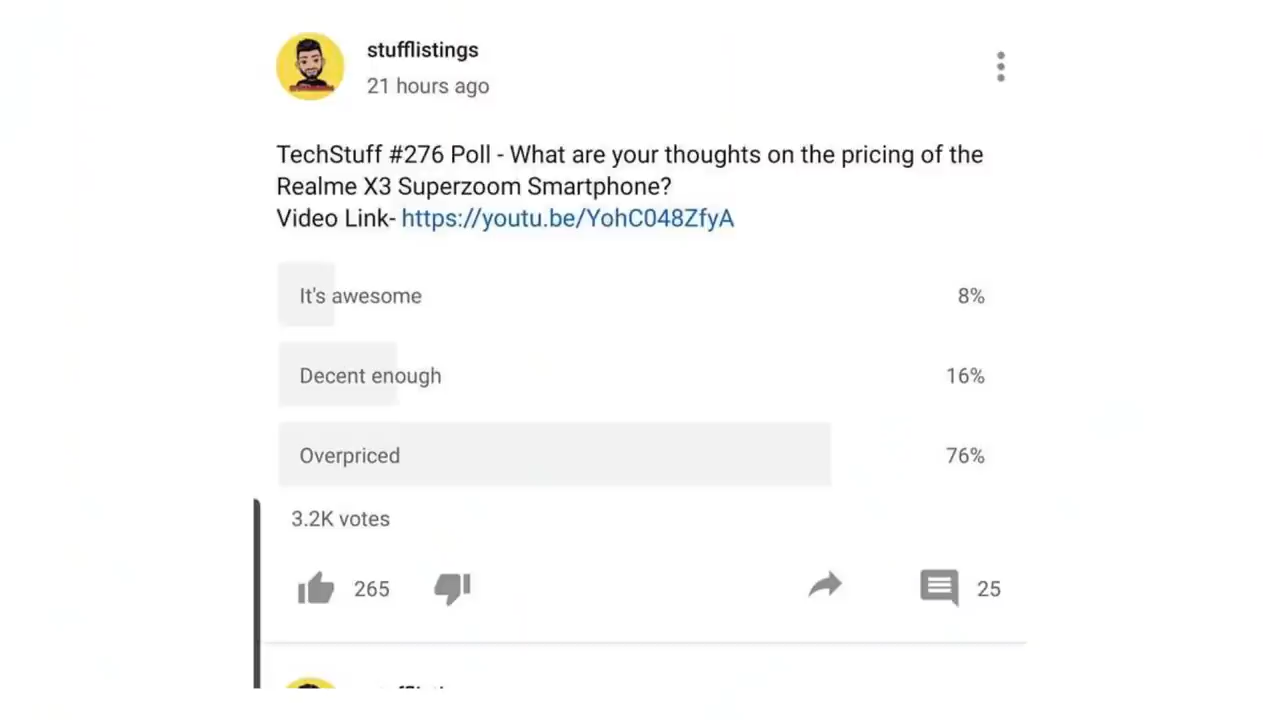 stufflistings
21 hours ago
TechStuff #276 Poll - What are your thoughts on the pricing of the
Realme X3 Superzoom Smartphone?
Video Link- https://youtu.be/YohC048ZfyA
It's awesome 8%
Decent enough 16%
Overpriced 76%
3.2K votes
265 25